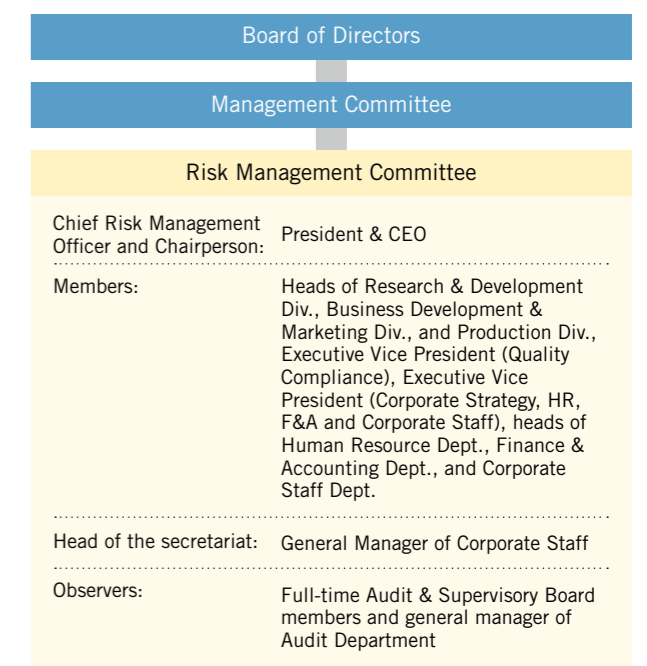 Board of Directors
Management Committee
Risk Management Committee
Chief Risk Management
Officer and Chairperson:
President & CEO
Members:
Heads of Research & Development
Div., Business Development &
Marketing Div., and Production Div.,
Executive Vice President (Quality
Compliance), Executive Vice
President (Corporate Strategy, HR,
F&A and Corporate Staff), heads of
Human Resource Dept., Finance &
Accounting Dept., and Corporate
Staff Dept.
Head of the secretariat:
General Manager of Corporate Staff
Observers:
Full-time Audit & Supervisory Board
members and general manager of
Audit Department